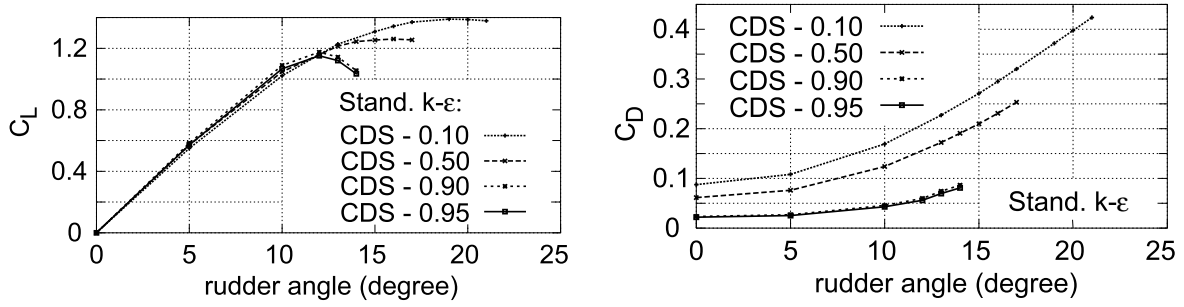 1.2
0.8
0.4
0
C_L
Stand. k-ε:
CDS - 0.10
CDS - 0.50
CDS - 0.90
CDS - 0.95
0 5 10 15 20 25
rudder angle (degree)
0.4
0.3
0.2
0.1
0
C_D
CDS - 0.10
CDS - 0.50
CDS - 0.90
CDS - 0.95
Stand. k-ε
0 5 10 15 20 25
rudder angle (degree)